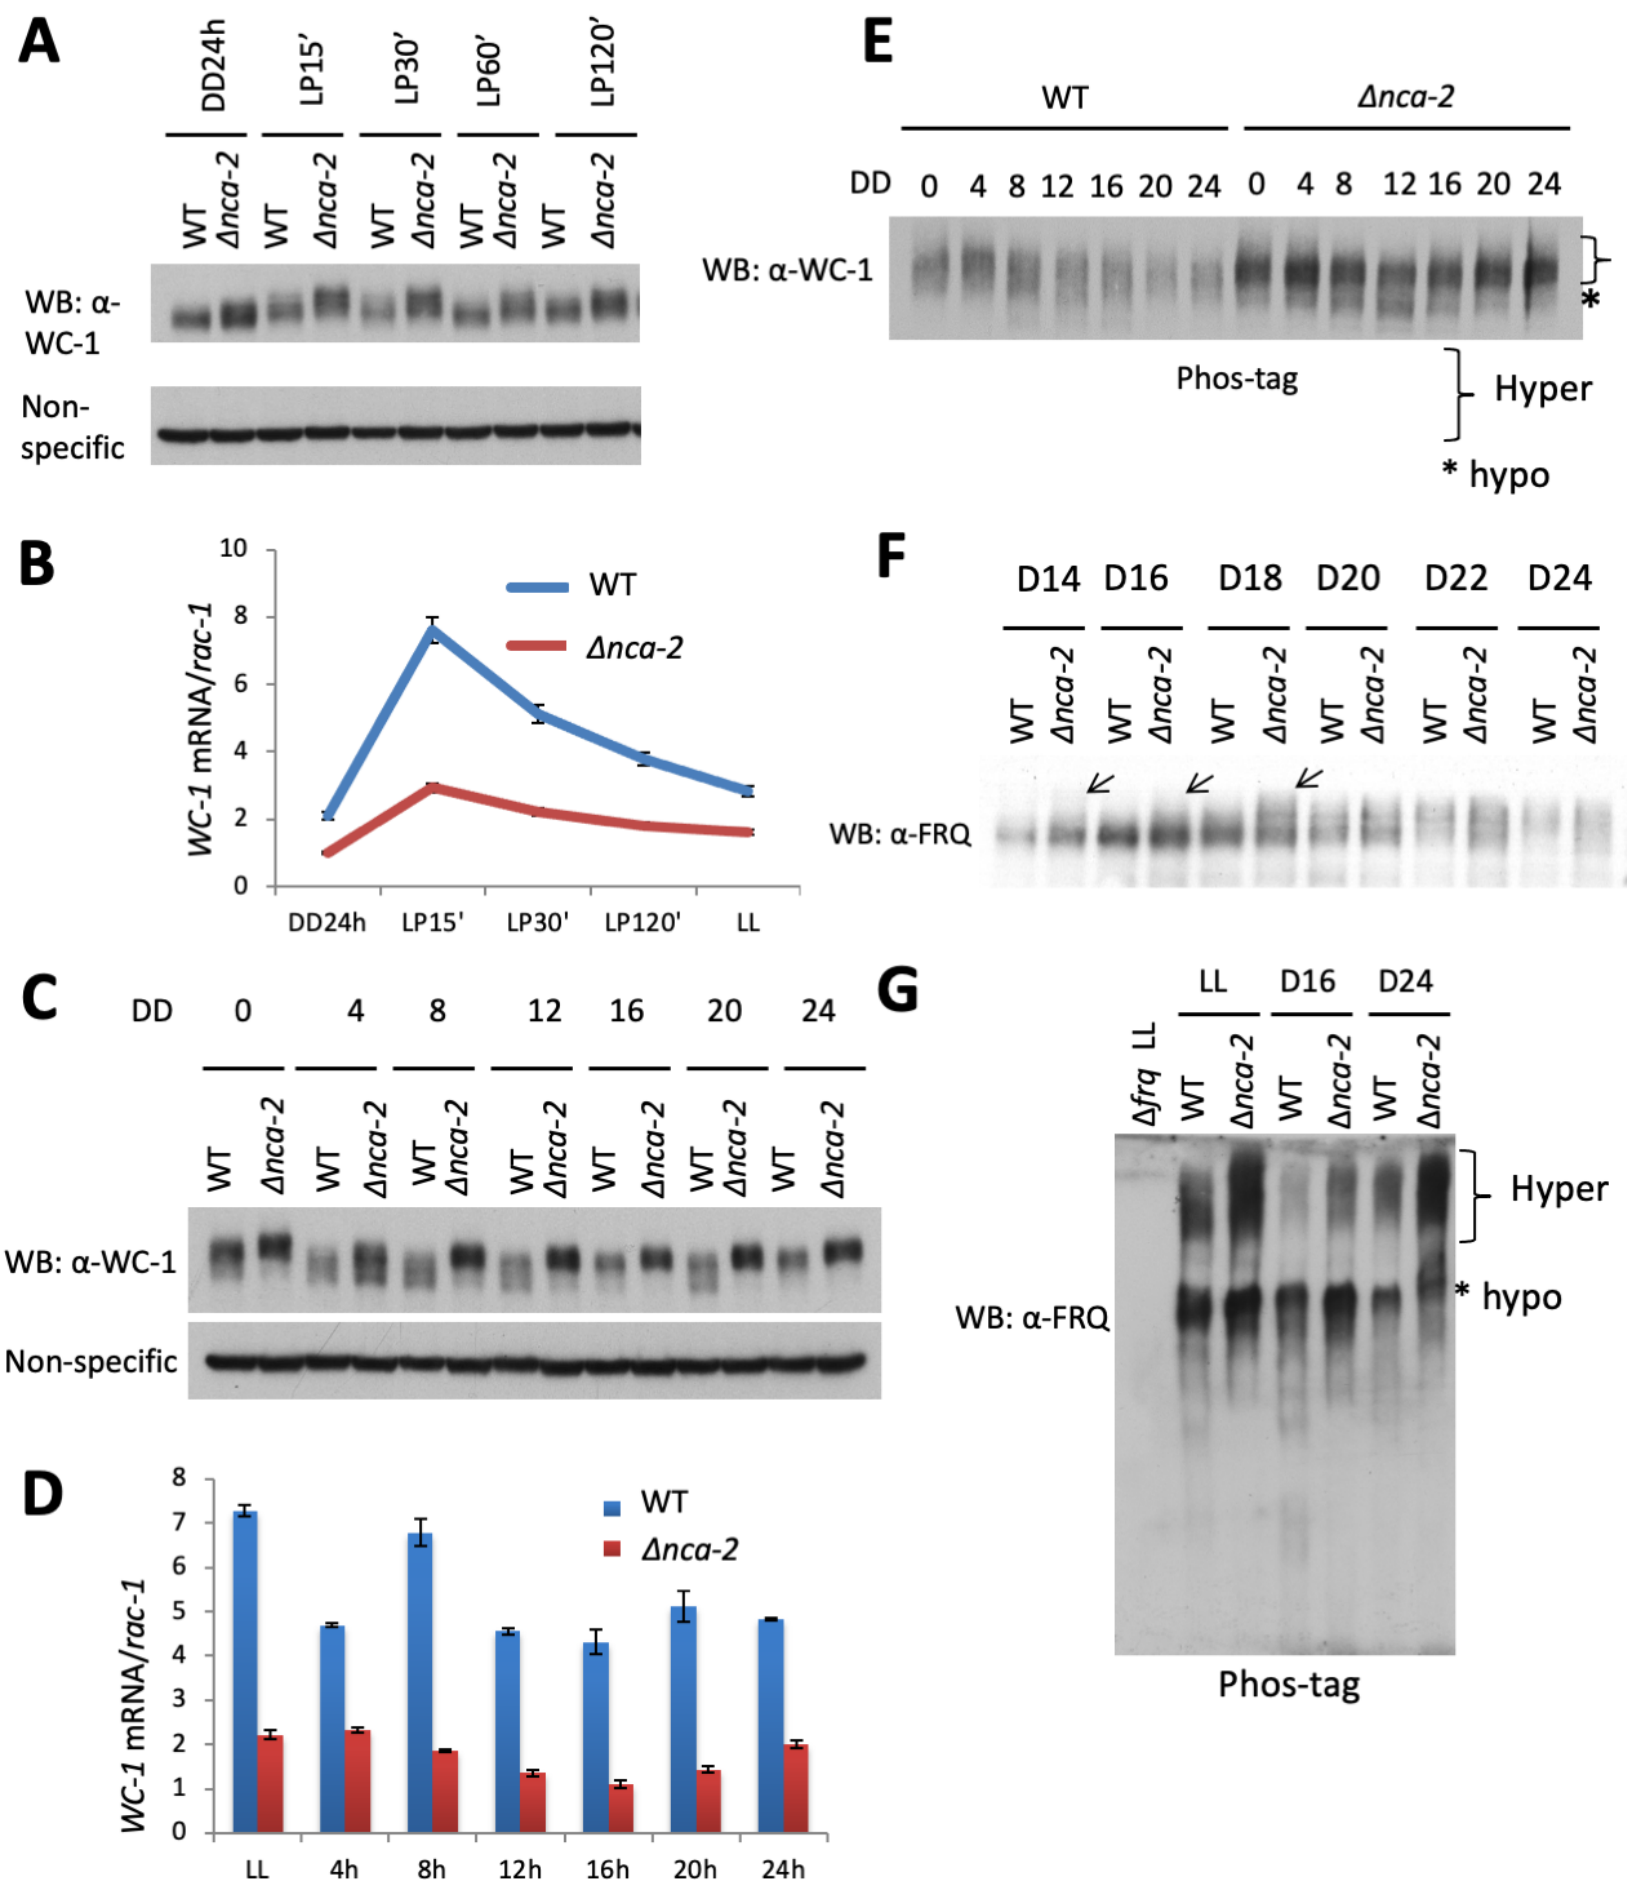 A
DD24h
LP15’
LP30’
LP60’
LP120’
WT
Δnca-2
WT
Δnca-2
WT
Δnca-2
WT
Δnca-2
WT
Δnca-2
WB: α-
WC-1
Non-
specific
B
WC-1 mRNA/rac-1
10
8
6
4
2
0
WT
Δnca-2
DD24h LP15' LP30' LP120' LL
C
DD 0 4 8 12 16 20 24
WT
Δnca-2
WT
Δnca-2
WT
Δnca-2
WT
Δnca-2
WT
Δnca-2
WT
Δnca-2
WT
Δnca-2
WB: α-WC-1
Non-specific
D
WC-1 mRNA/rac-1
8
7
6
5
4
3
2
1
0
WT
Δnca-2
LL 4h 8h 12h 16h 20h 24h
E
WT Δnca-2
DD 0 4 8 12 16 20 24 0 4 8 12 16 20 24
WB: α-WC-1
*
Phos-tag
Hyper
* hypo
F
D14 D16 D18 D20 D22 D24
WT
Δnca-2
WT
Δnca-2
WT
Δnca-2
WT
Δnca-2
WT
Δnca-2
WT
Δnca-2
WB: α-FRQ
G
LL D16 D24
Δfrq LL
WT
Δnca-2
WT
Δnca-2
WT
Δnca-2
Hyper
* hypo
WB: α-FRQ
Phos-tag